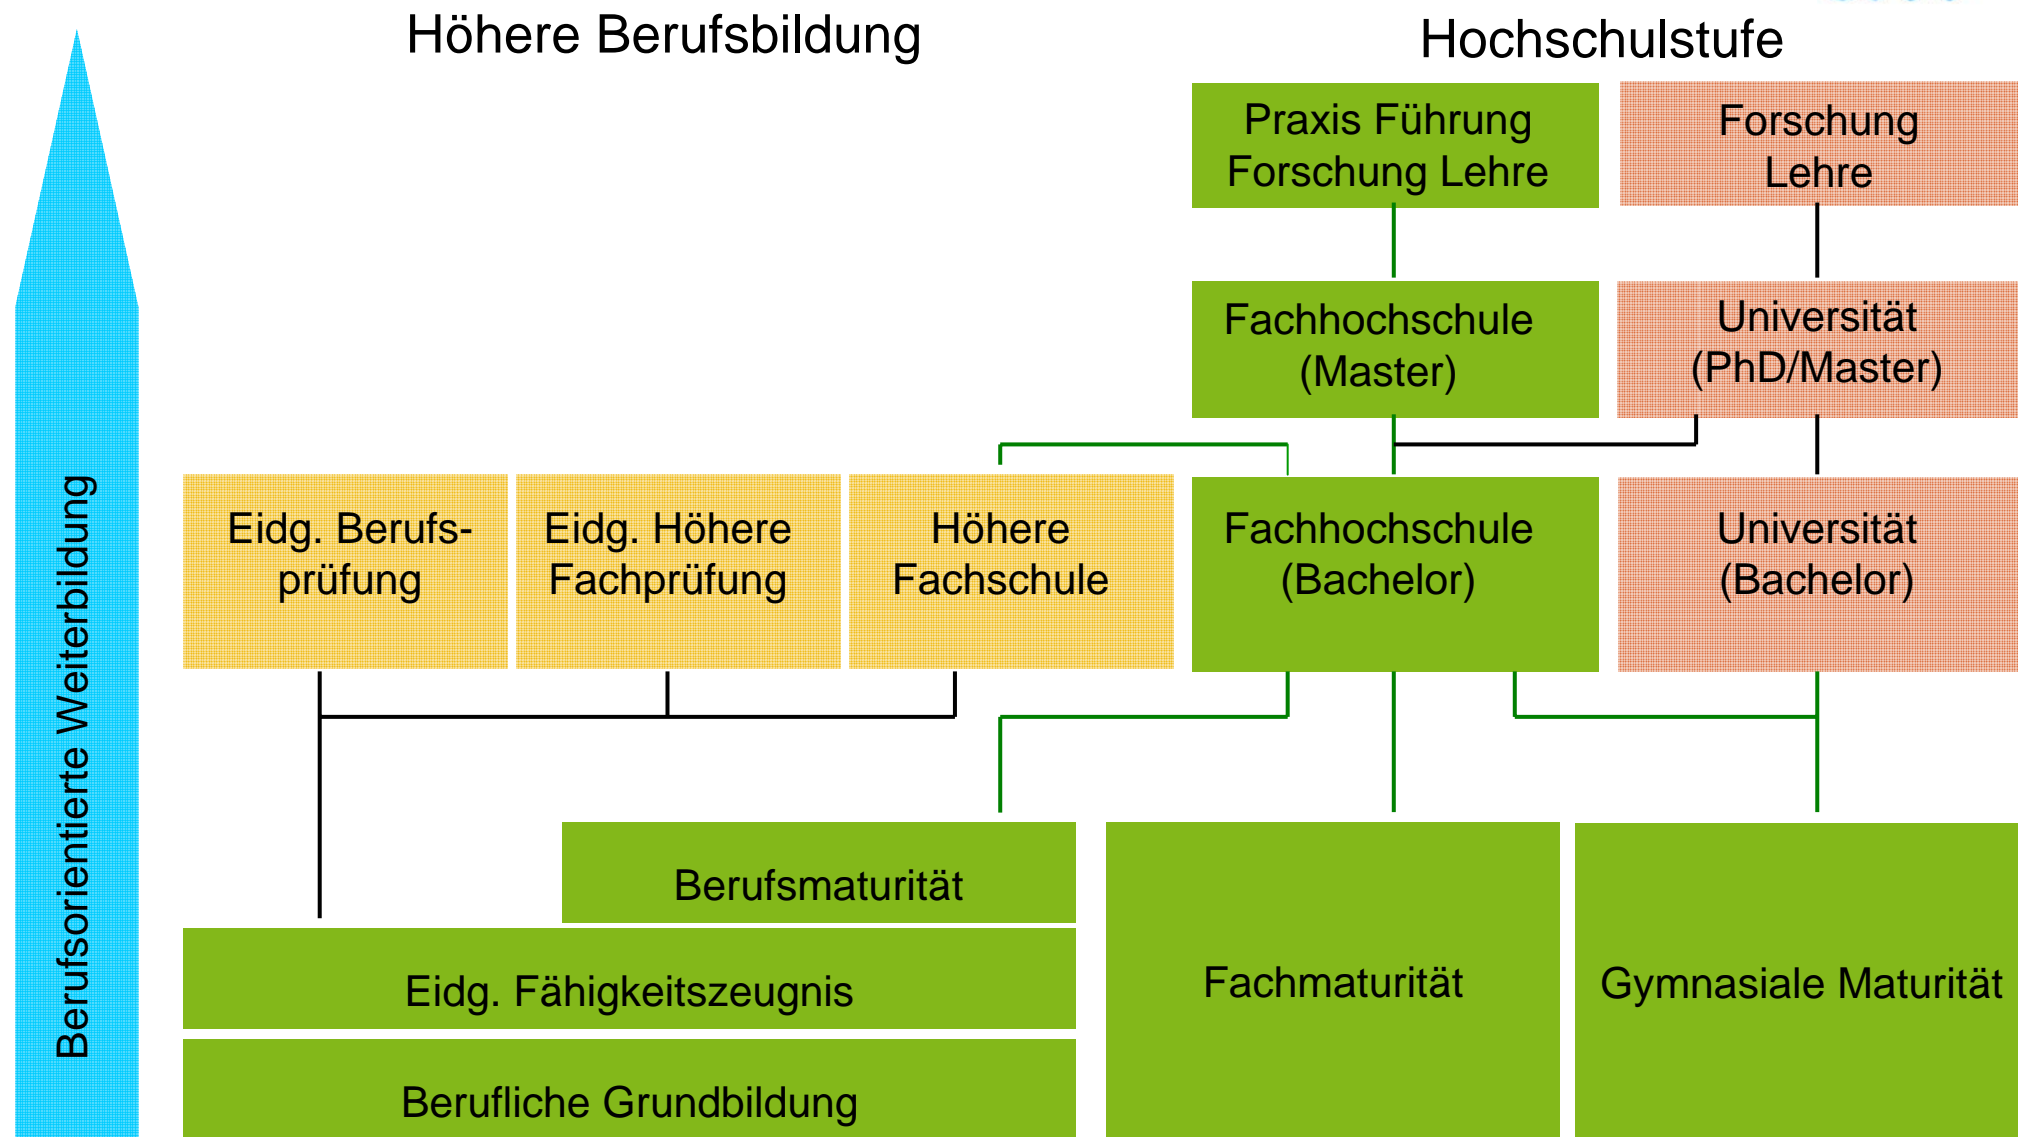 Höhere Berufsbildung
Hochschulstufe
Praxis Führung
Forschung Lehre
Forschung
Lehre
Fachhochschule
(Master)
Universität
(PhD/Master)
Eidg. Berufs-
prüfung
Eidg. Höhere
Fachprüfung
Höhere
Fachschule
Fachhochschule
(Bachelor)
Universität
(Bachelor)
Berufsorientierte Weiterbildung
Berufsmaturität
Eidg. Fähigkeitszeugnis
Berufliche Grundbildung
Fachmaturität
Gymnasiale Maturität